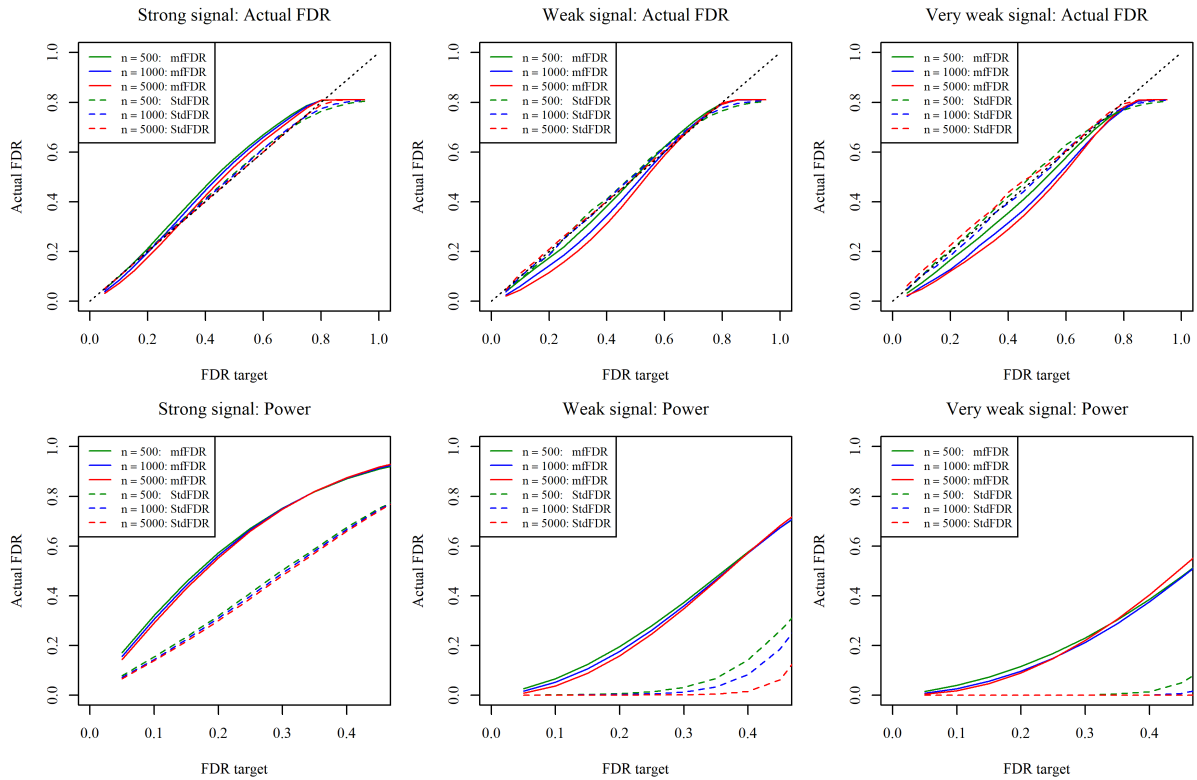 Strong signal: Actual FDR
1.0
0.8
0.6
0.4
0.2
0.0
Actual FDR
n = 500: mfFDR
n = 1000: mfFDR
n = 5000: mfFDR
n = 500: StdFDR
n = 1000: StdFDR
n = 5000: StdFDR
0.0 0.2 0.4 0.6 0.8 1.0
FDR target
Weak signal: Actual FDR
1.0
0.8
0.6
0.4
0.2
0.0
Actual FDR
n = 500: mfFDR
n = 1000: mfFDR
n = 5000: mfFDR
n = 500: StdFDR
n = 1000: StdFDR
n = 5000: StdFDR
0.0 0.2 0.4 0.6 0.8 1.0
FDR target
Very weak signal: Actual FDR
1.0
0.8
0.6
0.4
0.2
0.0
Actual FDR
n = 500: mfFDR
n = 1000: mfFDR
n = 5000: mfFDR
n = 500: StdFDR
n = 1000: StdFDR
n = 5000: StdFDR
0.0 0.2 0.4 0.6 0.8 1.0
FDR target
Strong signal: Power
1.0
0.8
0.6
0.4
0.2
0.0
Actual FDR
n = 500: mfFDR
n = 1000: mfFDR
n = 5000: mfFDR
n = 500: StdFDR
n = 1000: StdFDR
n = 5000: StdFDR
0.0 0.1 0.2 0.3 0.4
FDR target
Weak signal: Power
1.0
0.8
0.6
0.4
0.2
0.0
Actual FDR
n = 500: mfFDR
n = 1000: mfFDR
n = 5000: mfFDR
n = 500: StdFDR
n = 1000: StdFDR
n = 5000: StdFDR
0.0 0.1 0.2 0.3 0.4
FDR target
Very weak signal: Power
1.0
0.8
0.6
0.4
0.2
0.0
Actual FDR
n = 500: mfFDR
n = 1000: mfFDR
n = 5000: mfFDR
n = 500: StdFDR
n = 1000: StdFDR
n = 5000: StdFDR
0.0 0.1 0.2 0.3 0.4
FDR target